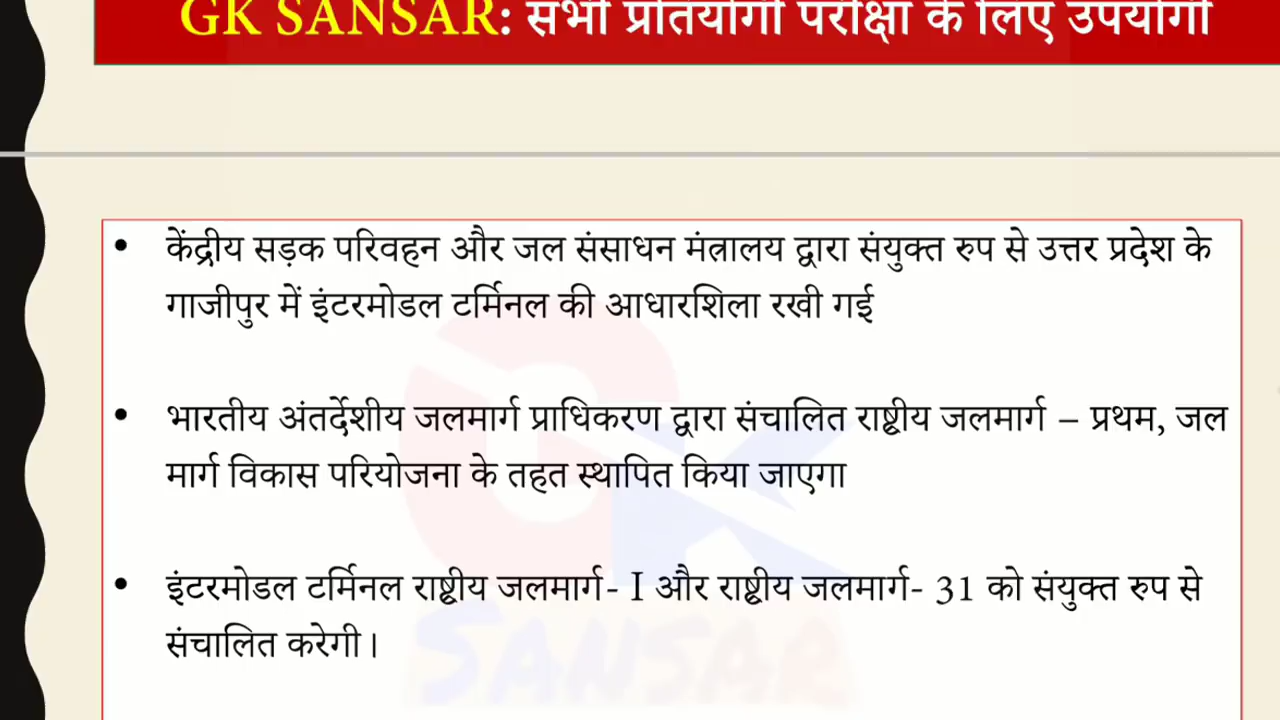 GK SANSAR: सभी प्रतियोगी परीक्षा के लिए उपयोगी
• केंद्रीय सड़क परिवहन और जल संसाधन मंत्रालय द्वारा संयुक्त रुप से उत्तर प्रदेश के
गाजीपुर में इंटरमोडल टर्मिनल की आधारशिला रखी गई
• भारतीय अंतर्देशीय जलमार्ग प्राधिकरण द्वारा संचालित राष्ट्रीय जलमार्ग – प्रथम, जल
मार्ग विकास परियोजना के तहत स्थापित किया जाएगा
• इंटरमोडल टर्मिनल राष्ट्रीय जलमार्ग- I और राष्ट्रीय जलमार्ग- 31 को संयुक्त रुप से
संचालित करेगी।
GK
SANSAR